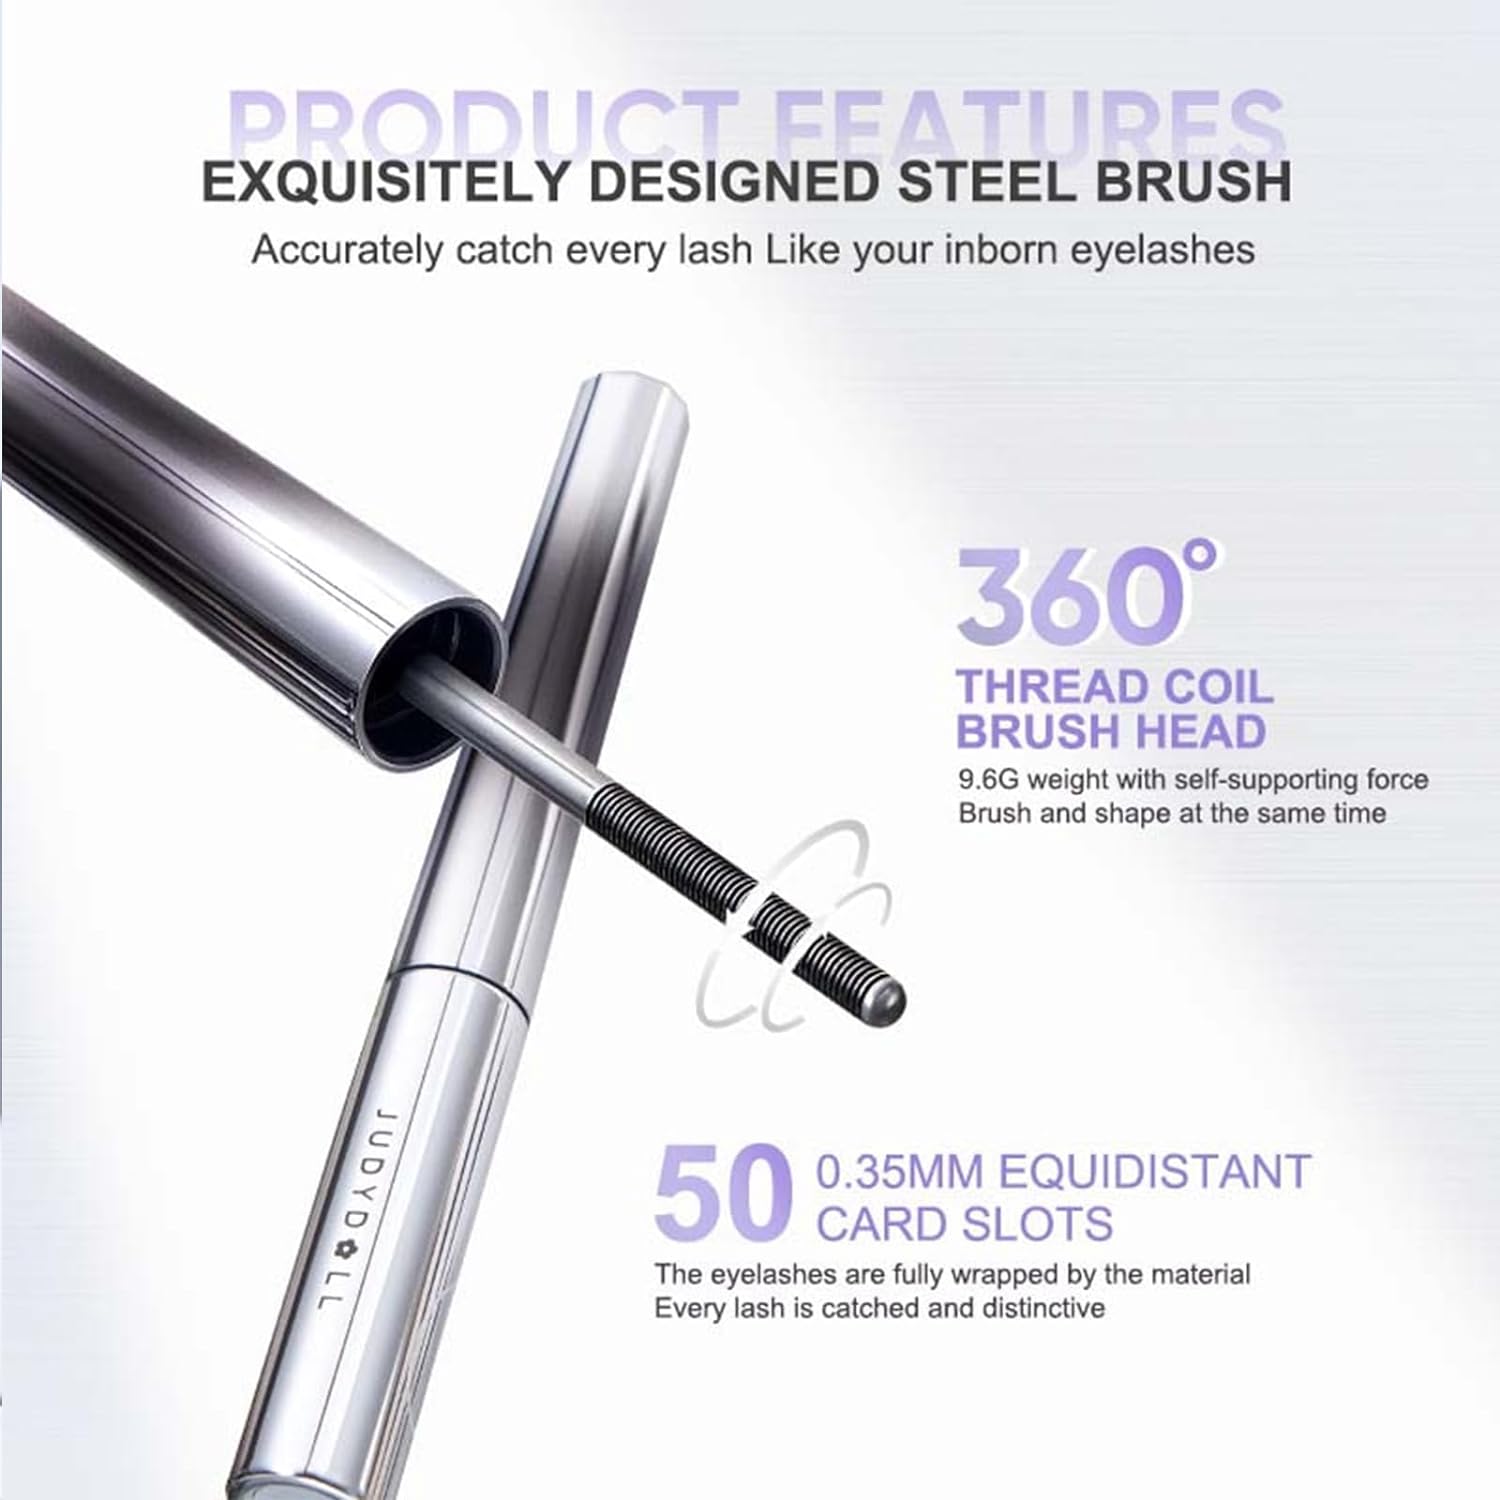 PRODUCT FEATURES
EXQUISITELY DESIGNED STEEL BRUSH
Accurately catch every lash Like your inborn eyelashes
360°
THREAD COIL
BRUSH HEAD
9.6G weight with self-supporting force
Brush and shape at the same time
JUDYDOLL
50
0.35MM EQUIDISTANT
CARD SLOTS
The eyelashes are fully wrapped by the material
Every lash is catched and distinctive